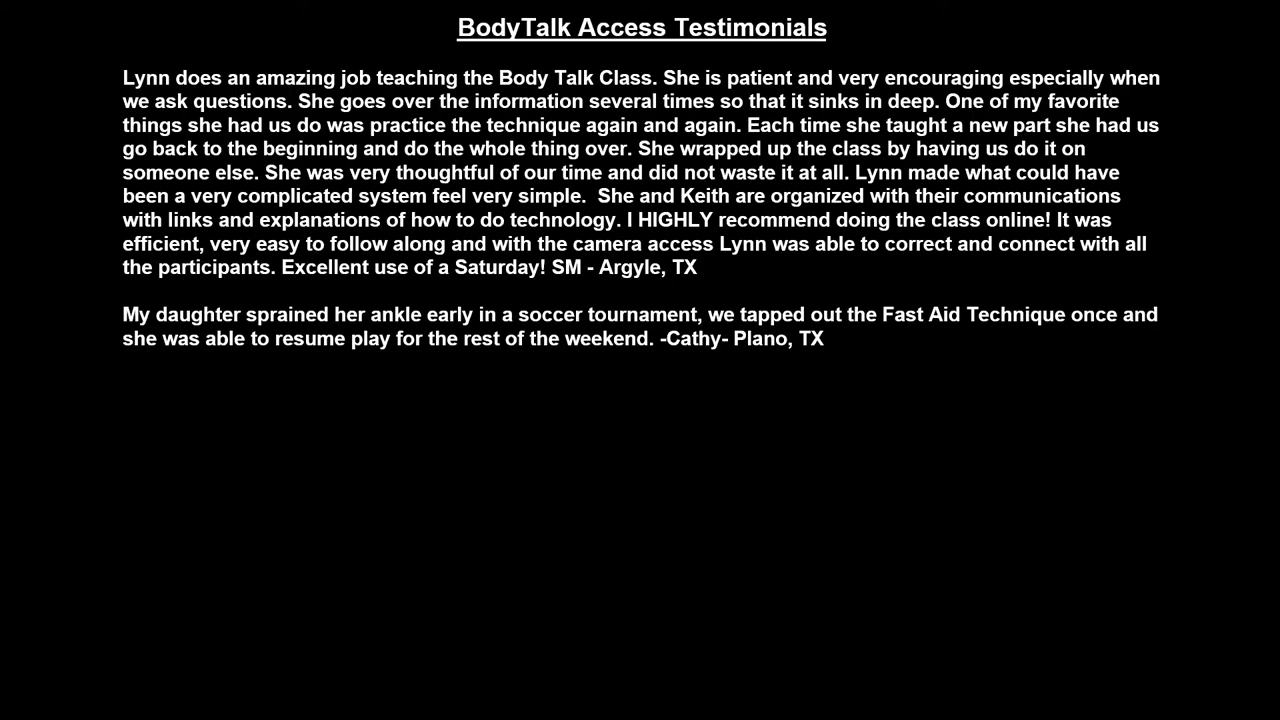 BodyTalk Access Testimonials
Lynn does an amazing job teaching the Body Talk Class. She is patient and very encouraging especially when
we ask questions. She goes over the information several times so that it sinks in deep. One of my favorite
things she had us do was practice the technique again and again. Each time she taught a new part she had us
go back to the beginning and do the whole thing over. She wrapped up the class by having us do it on
someone else. She was very thoughtful of our time and did not waste it at all. Lynn made what could have
been a very complicated system feel very simple.  She and Keith are organized with their communications
with links and explanations of how to do technology. I HIGHLY recommend doing the class online! It was
efficient, very easy to follow along and with the camera access Lynn was able to correct and connect with all
the participants. Excellent use of a Saturday! SM - Argyle, TX
My daughter sprained her ankle early in a soccer tournament, we tapped out the Fast Aid Technique once and
she was able to resume play for the rest of the weekend. -Cathy- Plano, TX